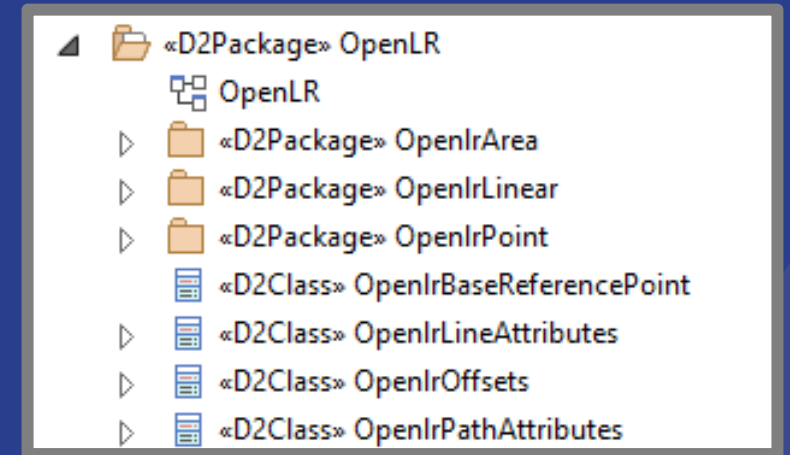 «D2Package» OpenLR
OpenLR
«D2Package» OpenlrArea
«D2Package» OpenlrLinear
«D2Package» OpenlrPoint
«D2Class» OpenlrBaseReferencePoint
«D2Class» OpenlrLineAttributes
«D2Class» OpenlrOffsets
«D2Class» OpenlrPathAttributes